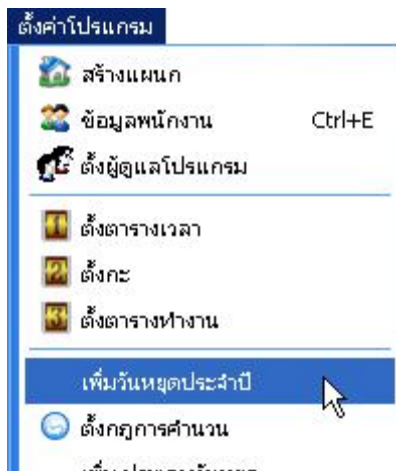 ตั้งค่าโปรแกรม
สร้างแผนก
ข้อมูลพนักงาน Ctrl+E
ตั้งผู้ดูแลโปรแกรม
1 ตั้งตารางเวลา
2 ตั้งกะ
3 ตั้งตารางทำงาน
เพิ่มวันหยุดประจำปี
ตั้งกฎการคำนวน